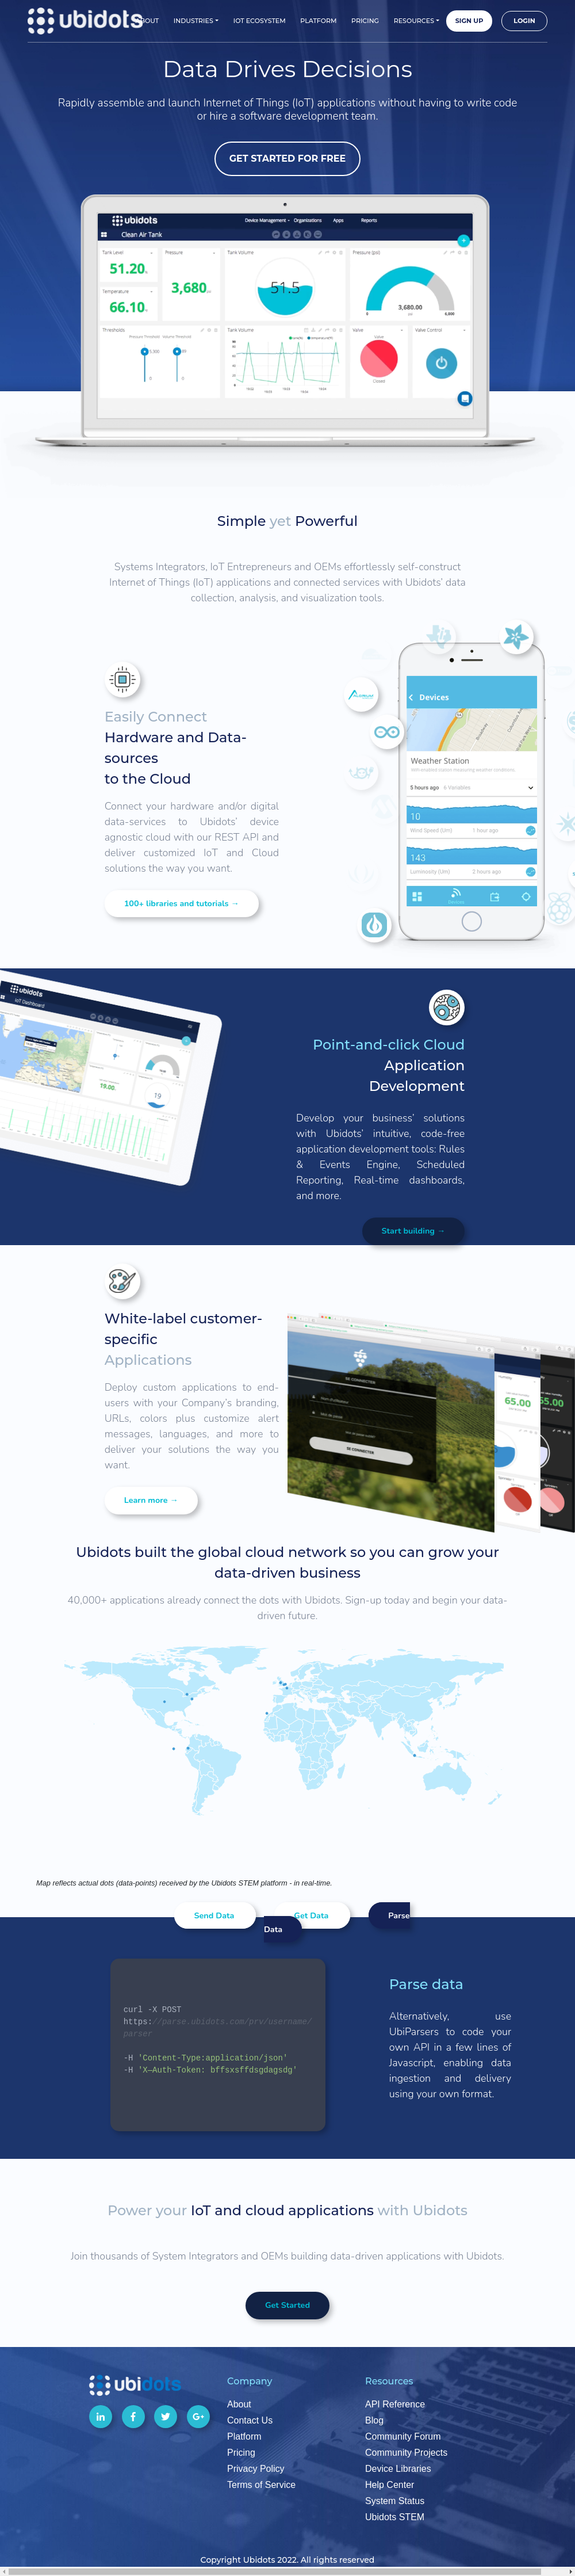 ubidots
INDUSTRIES
IOT ECOSYSTEM
PLATFORM
PRICING
RESOURCES
SIGN UP
LOGIN
Data Drives Decisions
Rapidly assemble and launch Internet of Things (IoT) applications without having to write code
or hire a software development team.
GET STARTED FOR FREE
ubidots
Device Management
Organizations
Apps
Reports
Clean Air Tank
Tank Level
51.20
Temperature
66.10
Pressure
3,680
Tank Volume
51.5
Pressure (psi)
3,680.00
Thresholds
Pressure Threshold
Volume Threshold
Tank Volume
Valve
Valve
Closed
Valve Control
Simple yet Powerful
Systems Integrators, IoT Entrepreneurs and OEMs effortlessly self-construct
Internet of Things (IoT) applications and connected services with Ubidots' data
collection, analysis, and visualization tools.
Easily Connect
Hardware and Data-
sources
to the Cloud
Connect your hardware and/or digital
data-services to Ubidots' device
agnostic cloud with our REST API and
deliver customized IoT and Cloud
solutions the way you want.
100+ libraries and tutorials →
Devices
Weather Station
5 hours ago
6 Variables
10
Wind Speed (Gm)
1 hour ago
143
Luminosity (Um)
2 hours ago
ubidots
IoT Dashboard
19.00
19
Point-and-click Cloud
Application
Development
Develop your business' solutions
with Ubidots' intuitive, code-free
application development tools: Rules
& Events Engine, Scheduled
Reporting, Real-time dashboards,
and more.
Start building →
White-label customer-
specific
Applications
Deploy custom applications to end-
users with your Company's branding,
URLs, colors plus customize alert
messages, languages, and more to
deliver your solutions the way you
want.
Learn more →
SE CONNECTER
SE CONNECTER
65.00
Ubidots built the global cloud network so you can grow your
data-driven business
40,000+ applications already connect the dots with Ubidots. Sign-up today and begin your data-
driven future.
Map reflects actual dots (data-points) received by the Ubidots STEM platform - in real-time.
Send Data
Get Data
Parse
Data
curl -X POST
https://parse.ubidots.com/prv/username/
parser
-H 'Content-Type:application/json'
-H 'X—Auth-Token: bffsxsffdsgdagsdg'
Parse data
Alternatively, use
UbiParsers to code your
own API in a few lines of
Javascript, enabling data
ingestion and delivery
using your own format.
Power your IoT and cloud applications with Ubidots
Join thousands of System Integrators and OEMs building data-driven applications with Ubidots.
Get Started
ubidots
Company
About
Contact Us
Platform
Pricing
Privacy Policy
Terms of Service
Resources
API Reference
Blog
Community Forum
Community Projects
Device Libraries
Help Center
System Status
Ubidots STEM
Copyright Ubidots 2022. All rights reserved